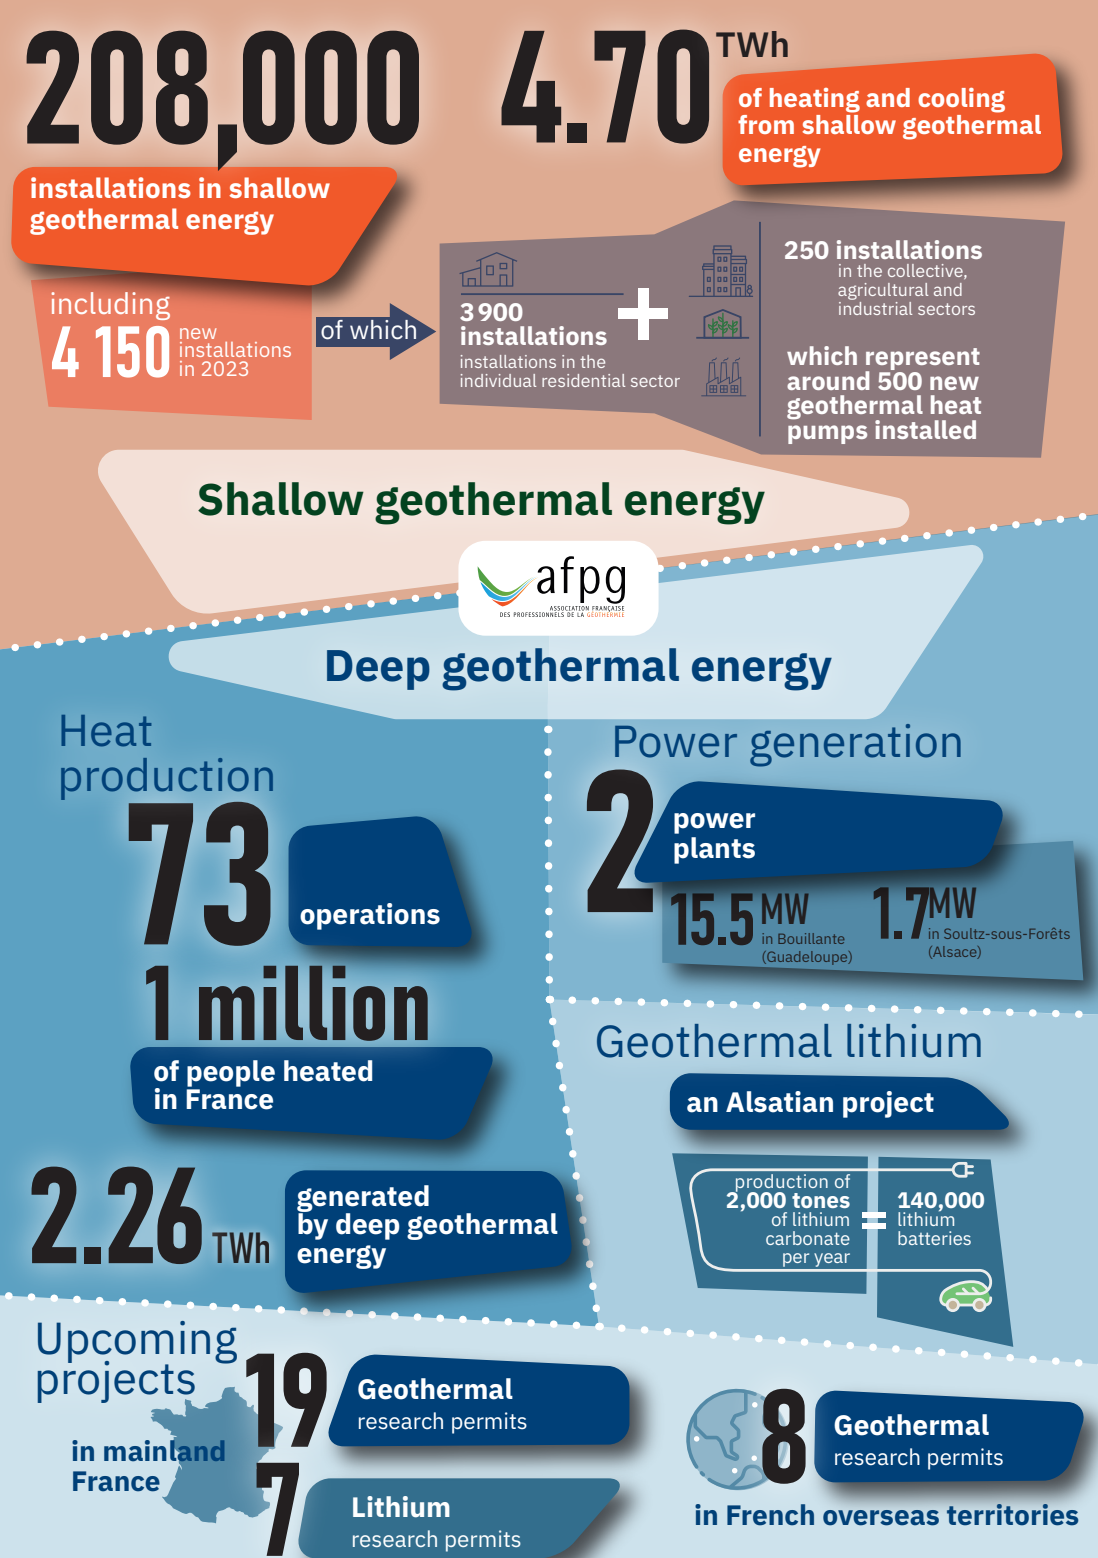 208,000
installations in shallow
geothermal energy
4.70 TWh
of heating and cooling
from shallow geothermal
energy
including
4 150 new
installations
in 2023
of which
3 900
installations
installations in the
individual residential sector
+
250 installations
in the collective,
agricultural and
industrial sectors
which represent
around 500 new
geothermal heat
pumps installed
Shallow geothermal energy
afpg
ASSOCIATION FRANÇAISE
DES PROFESSIONNELS DE LA GÉOTHERMIE
Deep geothermal energy
Heat
production
73
operations
1 million
of people heated
in France
2.26 TWh
generated
by deep geothermal
energy
Power generation
2
power
plants
15.5 MW
in Bouillante
(Guadeloupe)
1.7 MW
in Soultz-sous-Forêts
(Alsace)
Geothermal lithium
an Alsatian project
production of
2,000 tones
of lithium
carbonate
per year
=
140,000
lithium
batteries
Upcoming
projects
in mainland
France
19
Geothermal
research permits
7
Lithium
research permits
8
Geothermal
research permits
in French overseas territories